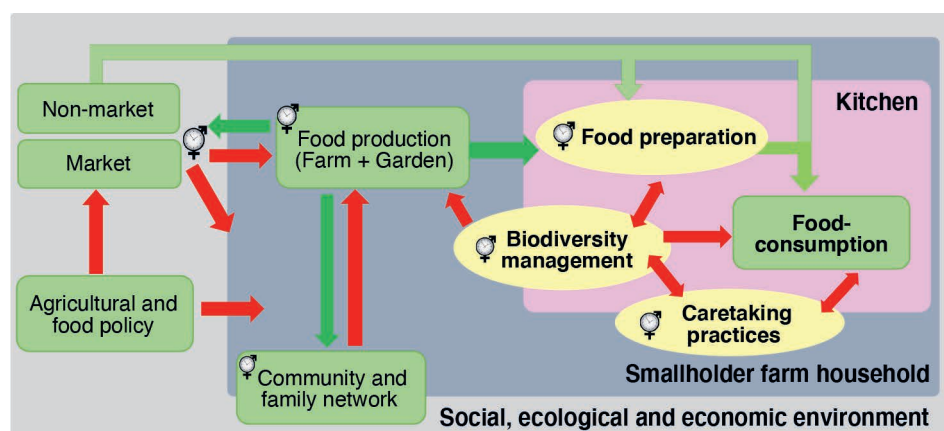 Non-market
Market
Agricultural and
food policy
Food production
(Farm + Garden)
Community and
family network
Kitchen
Food preparation
Biodiversity
management
Food-
consumption
Caretaking
practices
Smallholder farm household
Social, ecological and economic environment